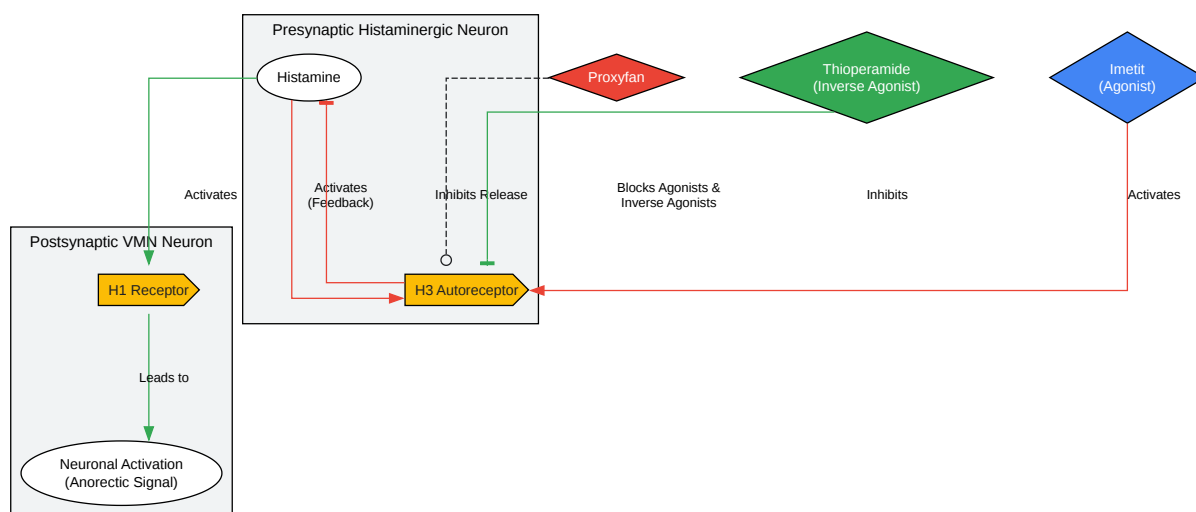 Presynaptic Histaminergic Neuron
Histamine
Proxyfan
Thioperamide
(Inverse Agonist)
Imetit
(Agonist)
Activates
Activates
(Feedback)
Inhibits Release
Blocks Agonists &
Inverse Agonists
Inhibits
Activates
Postsynaptic VMN Neuron
H1 Receptor
H3 Autoreceptor
Leads to
Neuronal Activation
(Anorectic Signal)